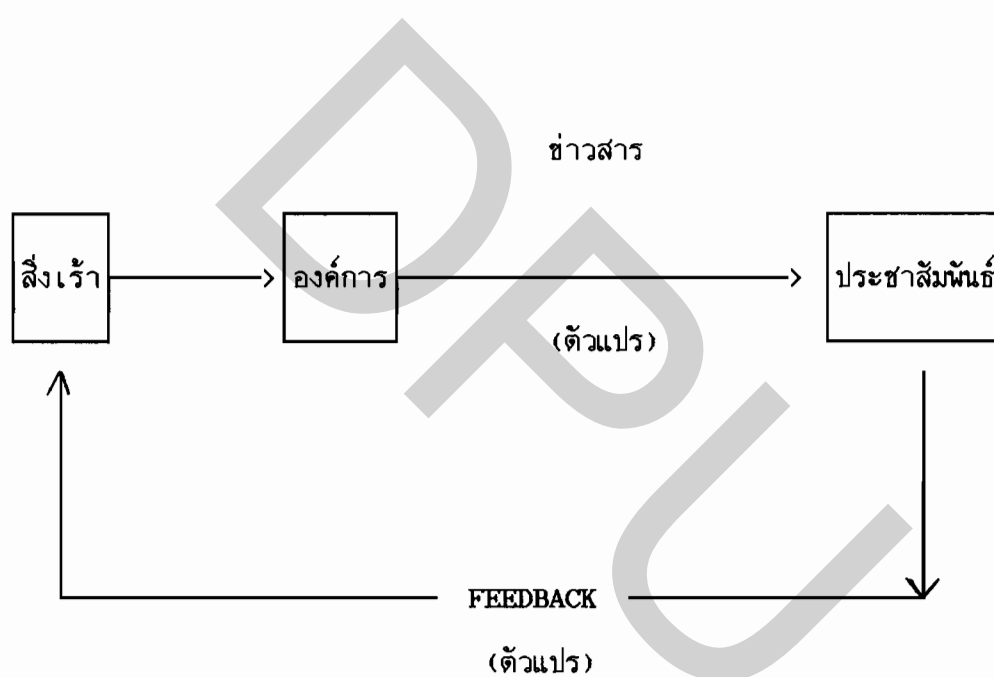 ข่าวสาร
สิ่งเร้า
องค์การ
ประชาสัมพันธ์
(ตัวแปร)
FEEDBACK
(ตัวแปร)
DPU